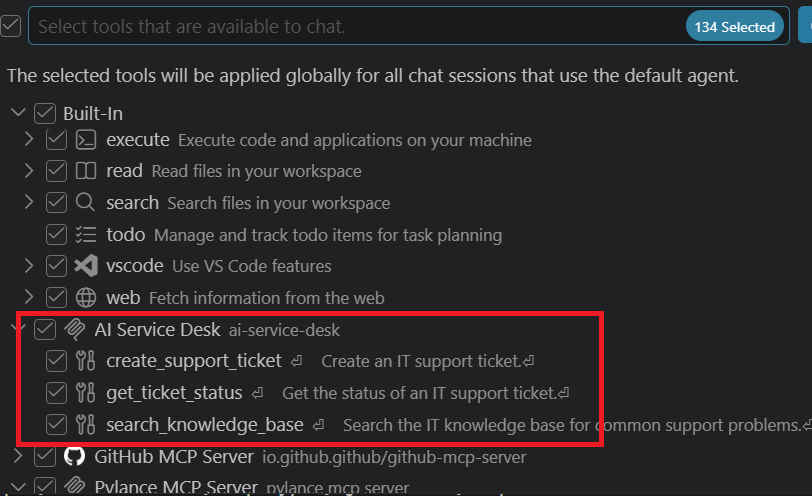 Select tools that are available to chat.
134 Selected
The selected tools will be applied globally for all chat sessions that use the default agent.
Built-In
execute Execute code and applications on your machine
read Read files in your workspace
search Search files in your workspace
todo Manage and track todo items for task planning
vscode Use VS Code features
web Fetch information from the web
AI Service Desk ai-service-desk
create_support_ticket ⏎ Create an IT support ticket.⏎
get_ticket_status ⏎ Get the status of an IT support ticket.⏎
search_knowledge_base ⏎ Search the IT knowledge base for common support problems.⏎
GitHub MCP Server io.github.github/github-mcp-server
Pylance MCP Server pylance mcp server